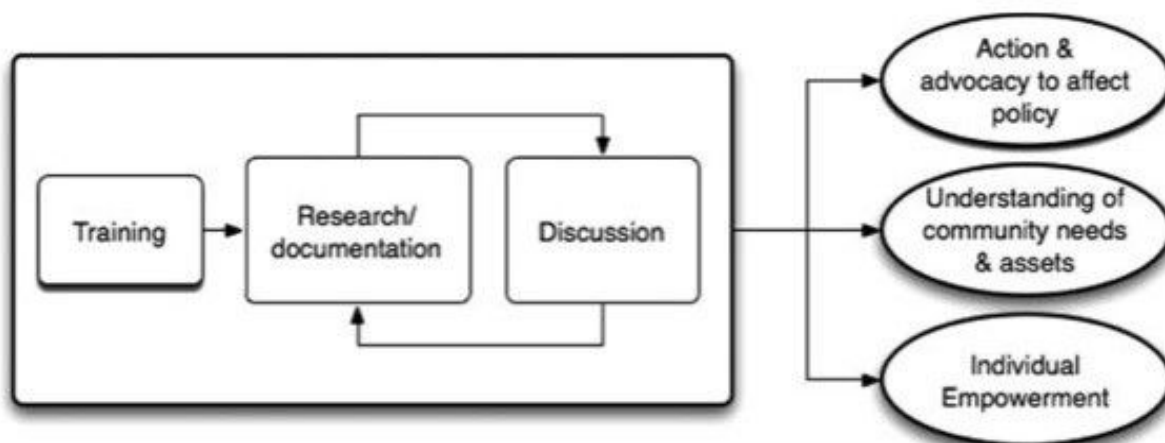 Training
Research/
documentation
Discussion
Action &
advocacy to affect
policy
Understanding of
community needs
& assets
Individual
Empowerment